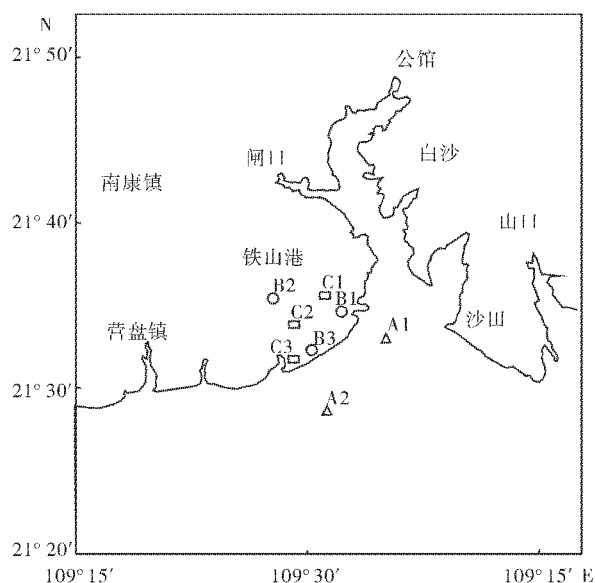 N
21°50′
公馆
闸口
白沙
南康镇
21°40′
山口
铁山港
B2
C1
B1
C2
A1
沙田
营盘镇
C3
B3
21°30′
A2
21°20′
109°15′
109°30′
109°15′ E